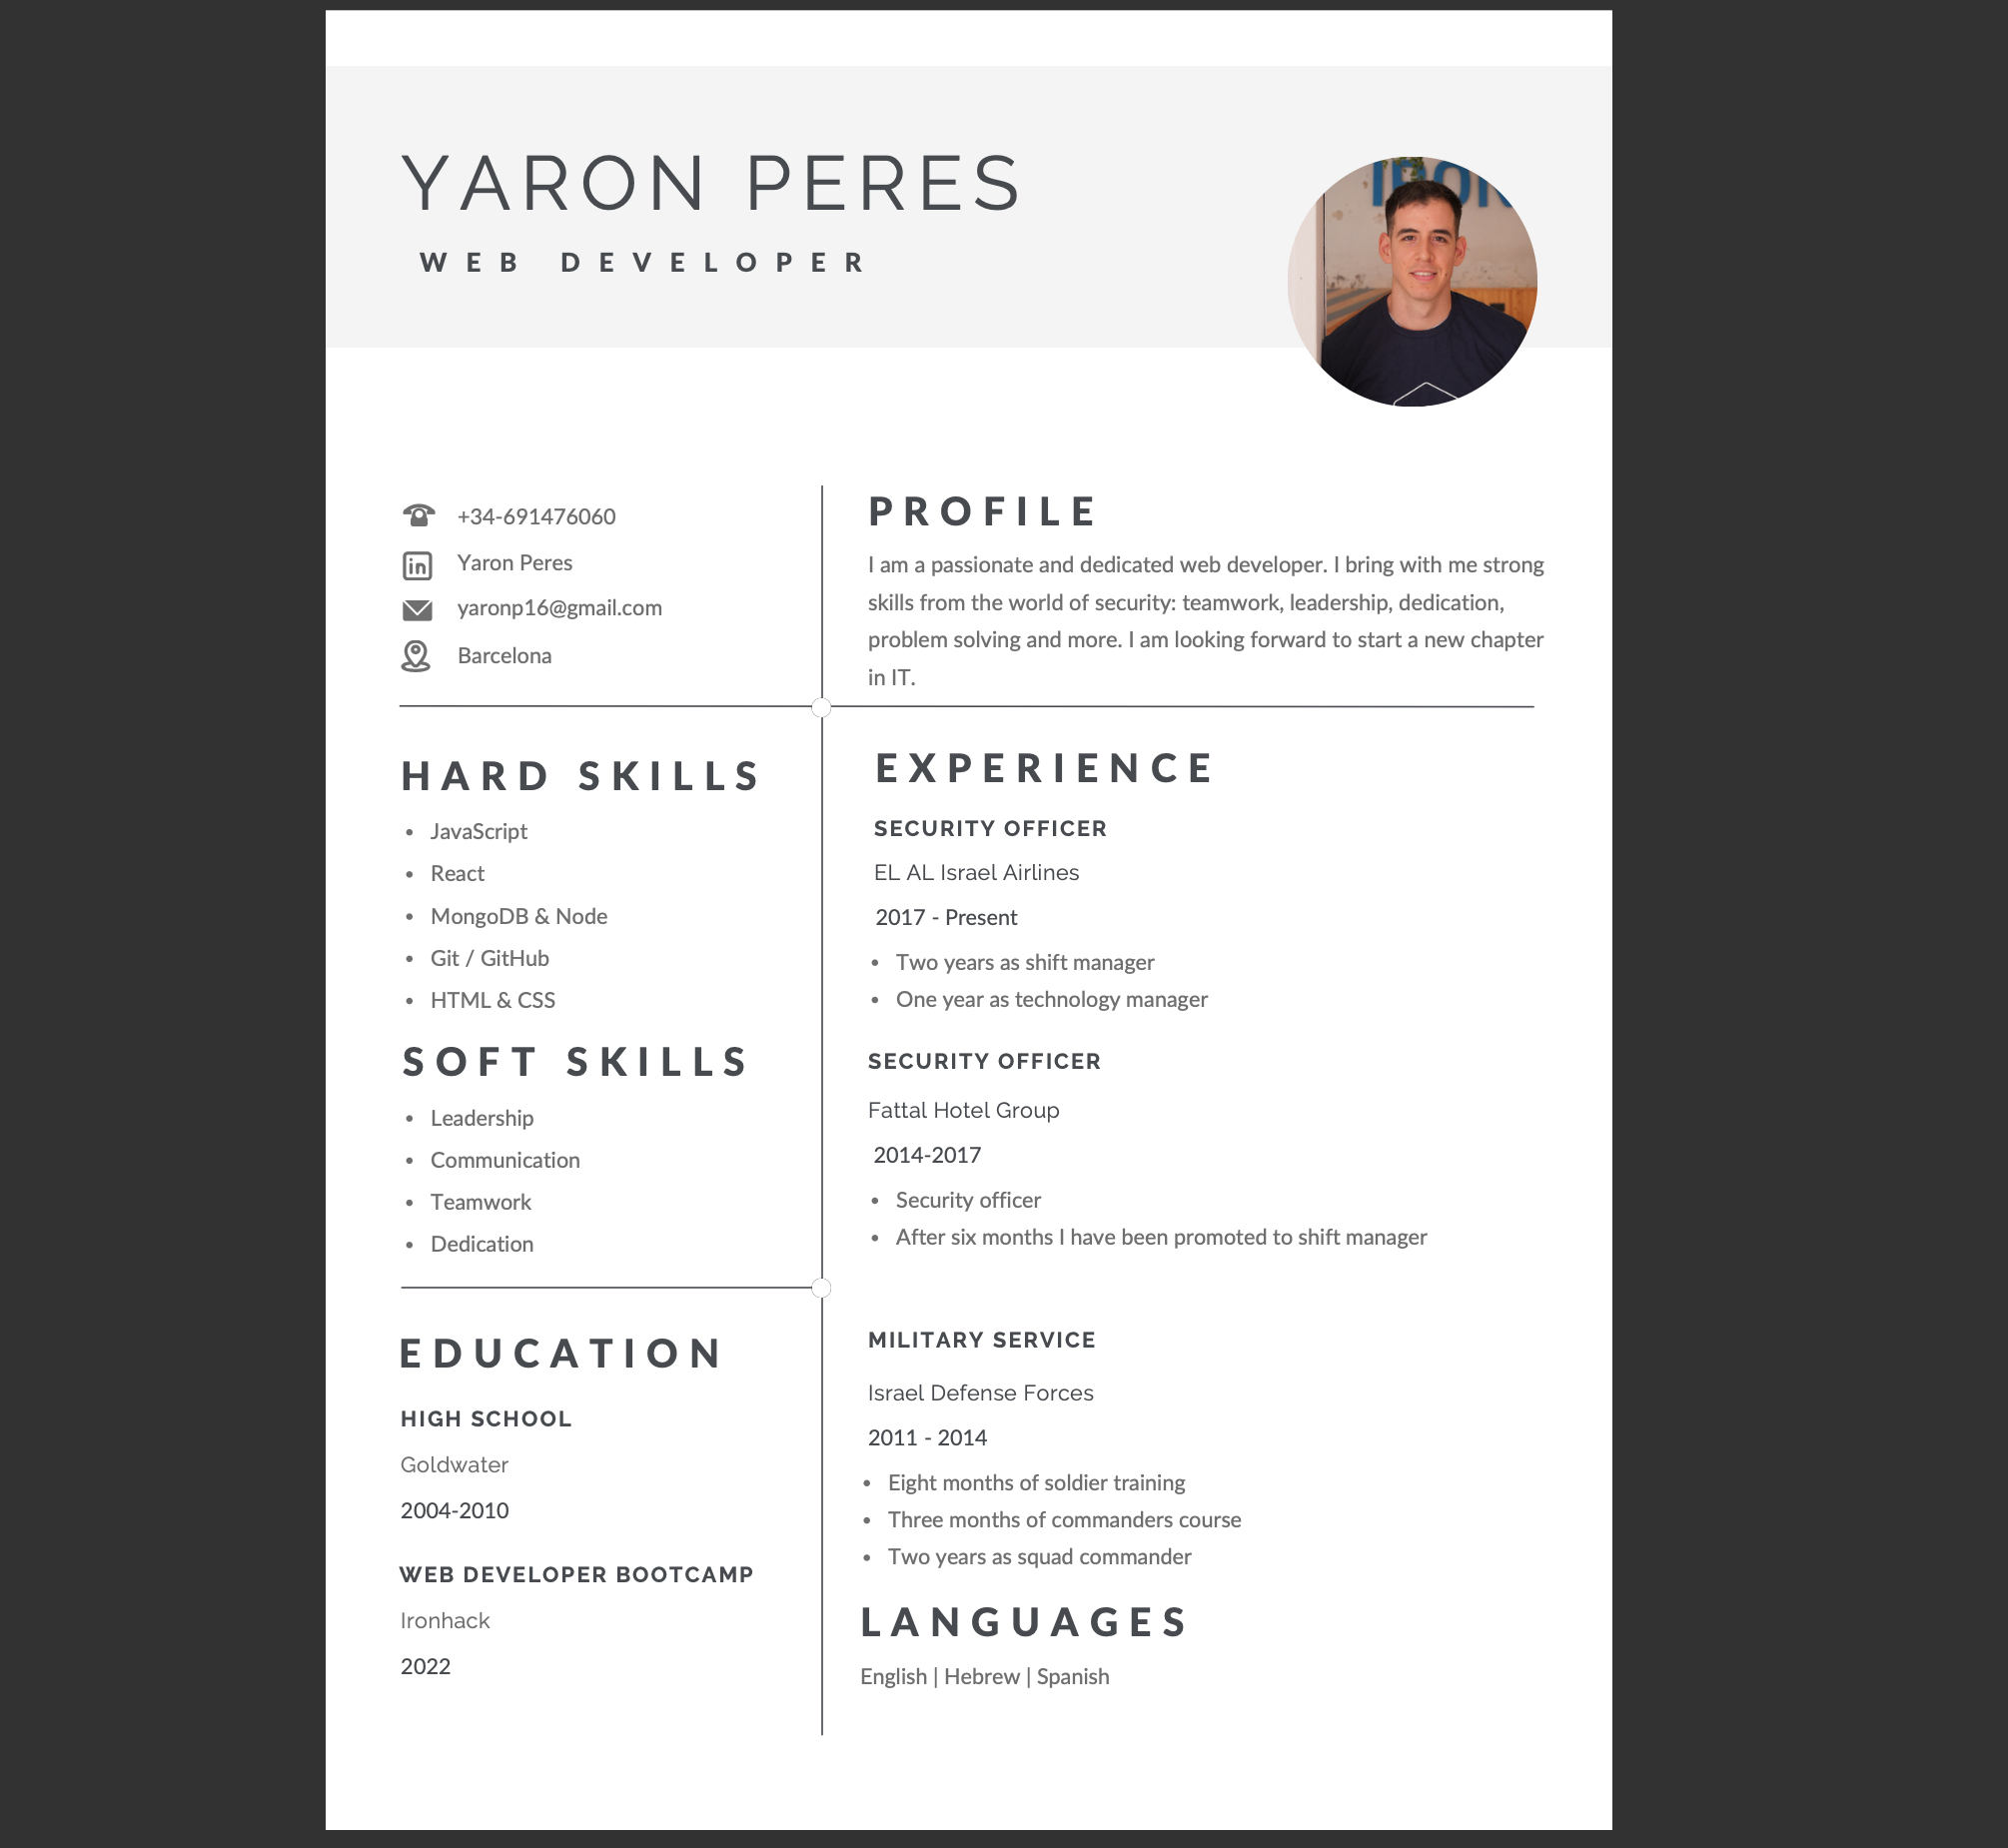 YARON PERES
WEB DEVELOPER
+34-691476060
in
Yaron Peres
yaronp16@gmail.com
Barcelona
PROFILE
I am a passionate and dedicated web developer. I bring with me strong
skills from the world of security: teamwork, leadership, dedication,
problem solving and more. I am looking forward to start a new chapter
in IT.
HARD SKILLS
• JavaScript
• React
• MongoDB & Node
• Git / GitHub
• HTML & CSS
SOFT SKILLS
• Leadership
• Communication
• Teamwork
• Dedication
EDUCATION
HIGH SCHOOL
Goldwater
2004-2010
WEB DEVELOPER BOOTCAMP
Ironhack
2022
EXPERIENCE
SECURITY OFFICER
EL AL Israel Airlines
2017 - Present
• Two years as shift manager
• One year as technology manager
SECURITY OFFICER
Fattal Hotel Group
2014-2017
• Security officer
• After six months I have been promoted to shift manager
MILITARY SERVICE
Israel Defense Forces
2011 - 2014
• Eight months of soldier training
• Three months of commanders course
• Two years as squad commander
LANGUAGES
English | Hebrew | Spanish